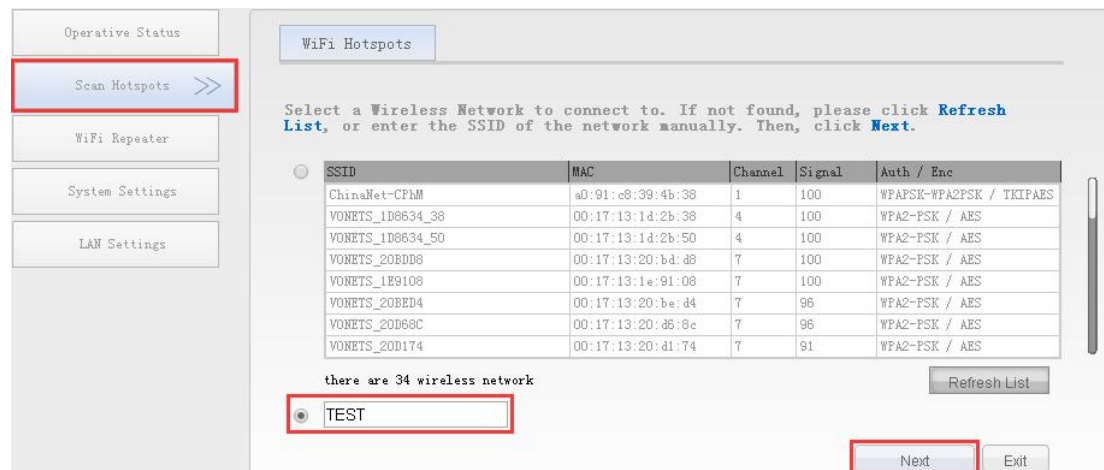 Operative Status
Scan Hotspots >>
WiFi Repeater
System Settings
LAN Settings
WiFi Hotspots
Select a Wireless Network to connect to. If not found, please click Refresh
List, or enter the SSID of the network manually. Then, click Next.
SSID MAC Channel Signal Auth / Enc
ChinaNet-CPhM a0:91:c8:39:4b:38 1 100 WPAPSK-WPA2PSK / TKIPAES
VONETS_1D8634_38 00:17:13:1d:2b:38 4 100 WPA2-PSK / AES
VONETS_1D8634_50 00:17:13:1d:2b:50 4 100 WPA2-PSK / AES
VONETS_20BDD8 00:17:13:20:bd:d8 7 100 WPA2-PSK / AES
VONETS_1E9108 00:17:13:1e:91:08 7 100 WPA2-PSK / AES
VONETS_20BED4 00:17:13:20:be:d4 7 96 WPA2-PSK / AES
VONETS_20D68C 00:17:13:20:d6:8c 7 96 WPA2-PSK / AES
VONETS_20D174 00:17:13:20:d1:74 7 91 WPA2-PSK / AES
there are 34 wireless network
Refresh List
TEST
Next Exit